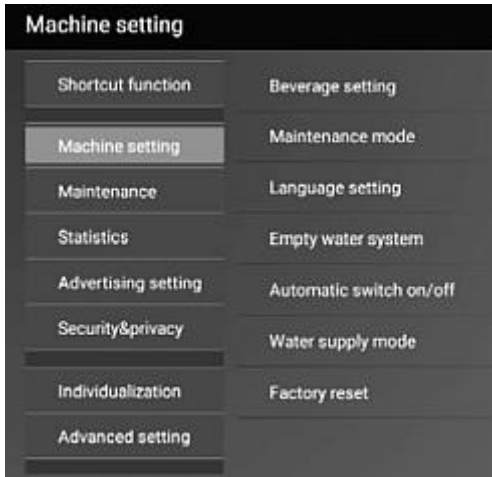 Machine setting
Shortcut function
Machine setting
Maintenance
Statistics
Advertising setting
Security&privacy
Individualization
Advanced setting
Beverage setting
Maintenance mode
Language setting
Empty water system
Automatic switch on/off
Water supply mode
Factory reset